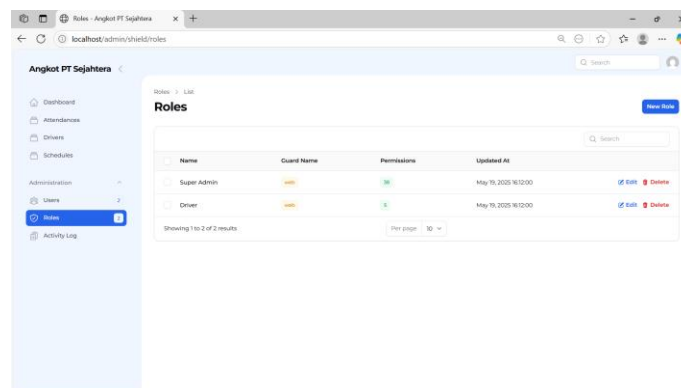 Roles - Angkot PT Sejahtera
localhost/admin/shield/roles
Angkot PT Sejahtera
Search
Dashboard
Attendances
Drivers
Schedules
Administration
Users 2
Roles 2
Activity Log
Roles > List
Roles
New Role
Search
Name Guard Name Permissions Updated At
Super Admin web May 19, 2025 16:12:00 Edit Delete
Driver web May 19, 2025 16:12:00 Edit Delete
Showing 1 to 2 of 2 results
Per page 10